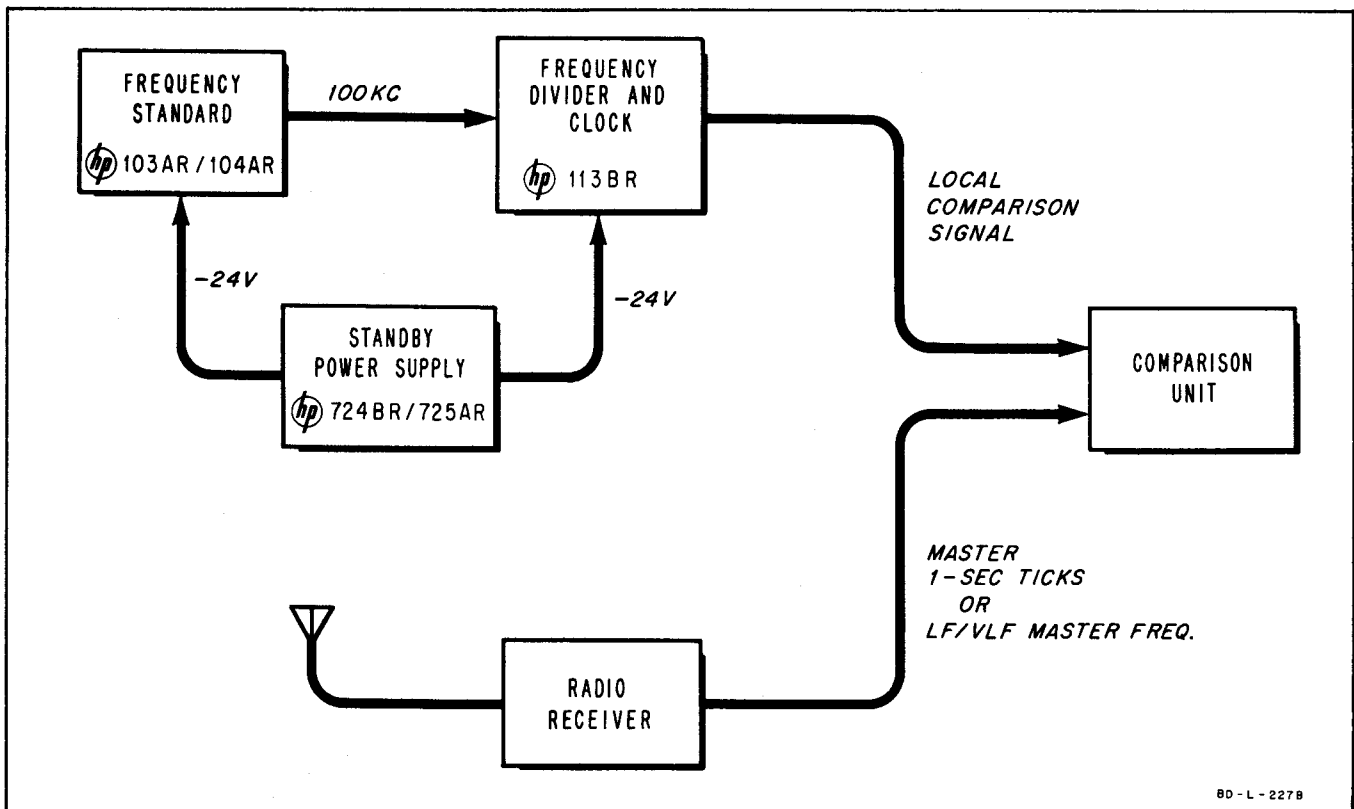 FREQUENCY
STANDARD
hp 103AR/104AR
100KC
FREQUENCY
DIVIDER AND
CLOCK
hp 113BR
LOCAL
COMPARISON
SIGNAL
-24V
-24V
STANDBY
POWER SUPPLY
hp 724BR/725AR
COMPARISON
UNIT
MASTER
1-SEC TICKS
OR
LF/VLF MASTER FREQ.
RADIO
RECEIVER
BD-L-227B